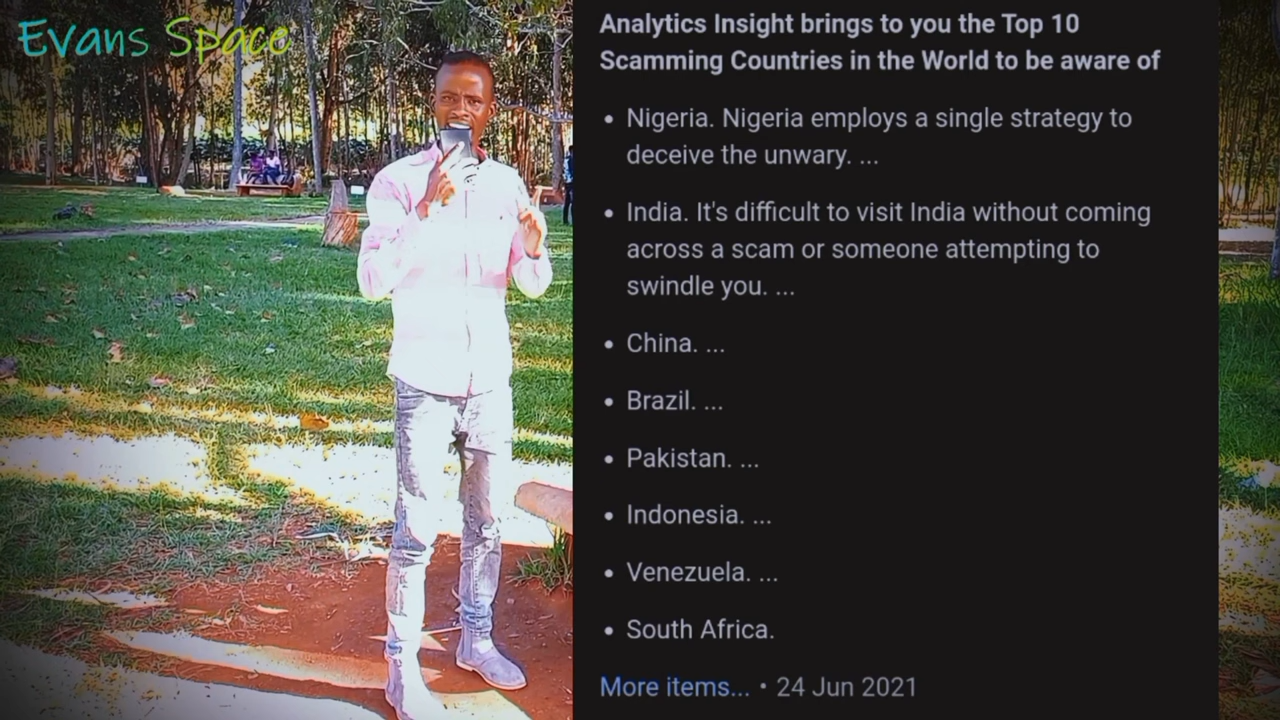 Evans Space
Analytics Insight brings to you the Top 10
Scamming Countries in the World to be aware of
• Nigeria. Nigeria employs a single strategy to
deceive the unwary. ...
• India. It's difficult to visit India without coming
across a scam or someone attempting to
swindle you. ...
• China. ...
• Brazil. ...
• Pakistan. ...
• Indonesia. ...
• Venezuela. ...
• South Africa.
More items... • 24 Jun 2021